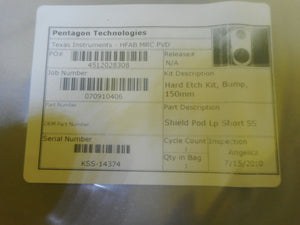 Pentagon Technologies
Texas Instruments - HFAB MRC PVD
PO#
4512028308
Release#
N/A
Job Number
070910406
Kit Description
Hard Etch Kit, Bump,
150mm
Part Number
Part Description
Shield Pod Lp Short SS
OEM Part Number
Serial Number
KSS-14374
Cycle Count
Inspection
Angelica
Qty in Bag
7/15/2010